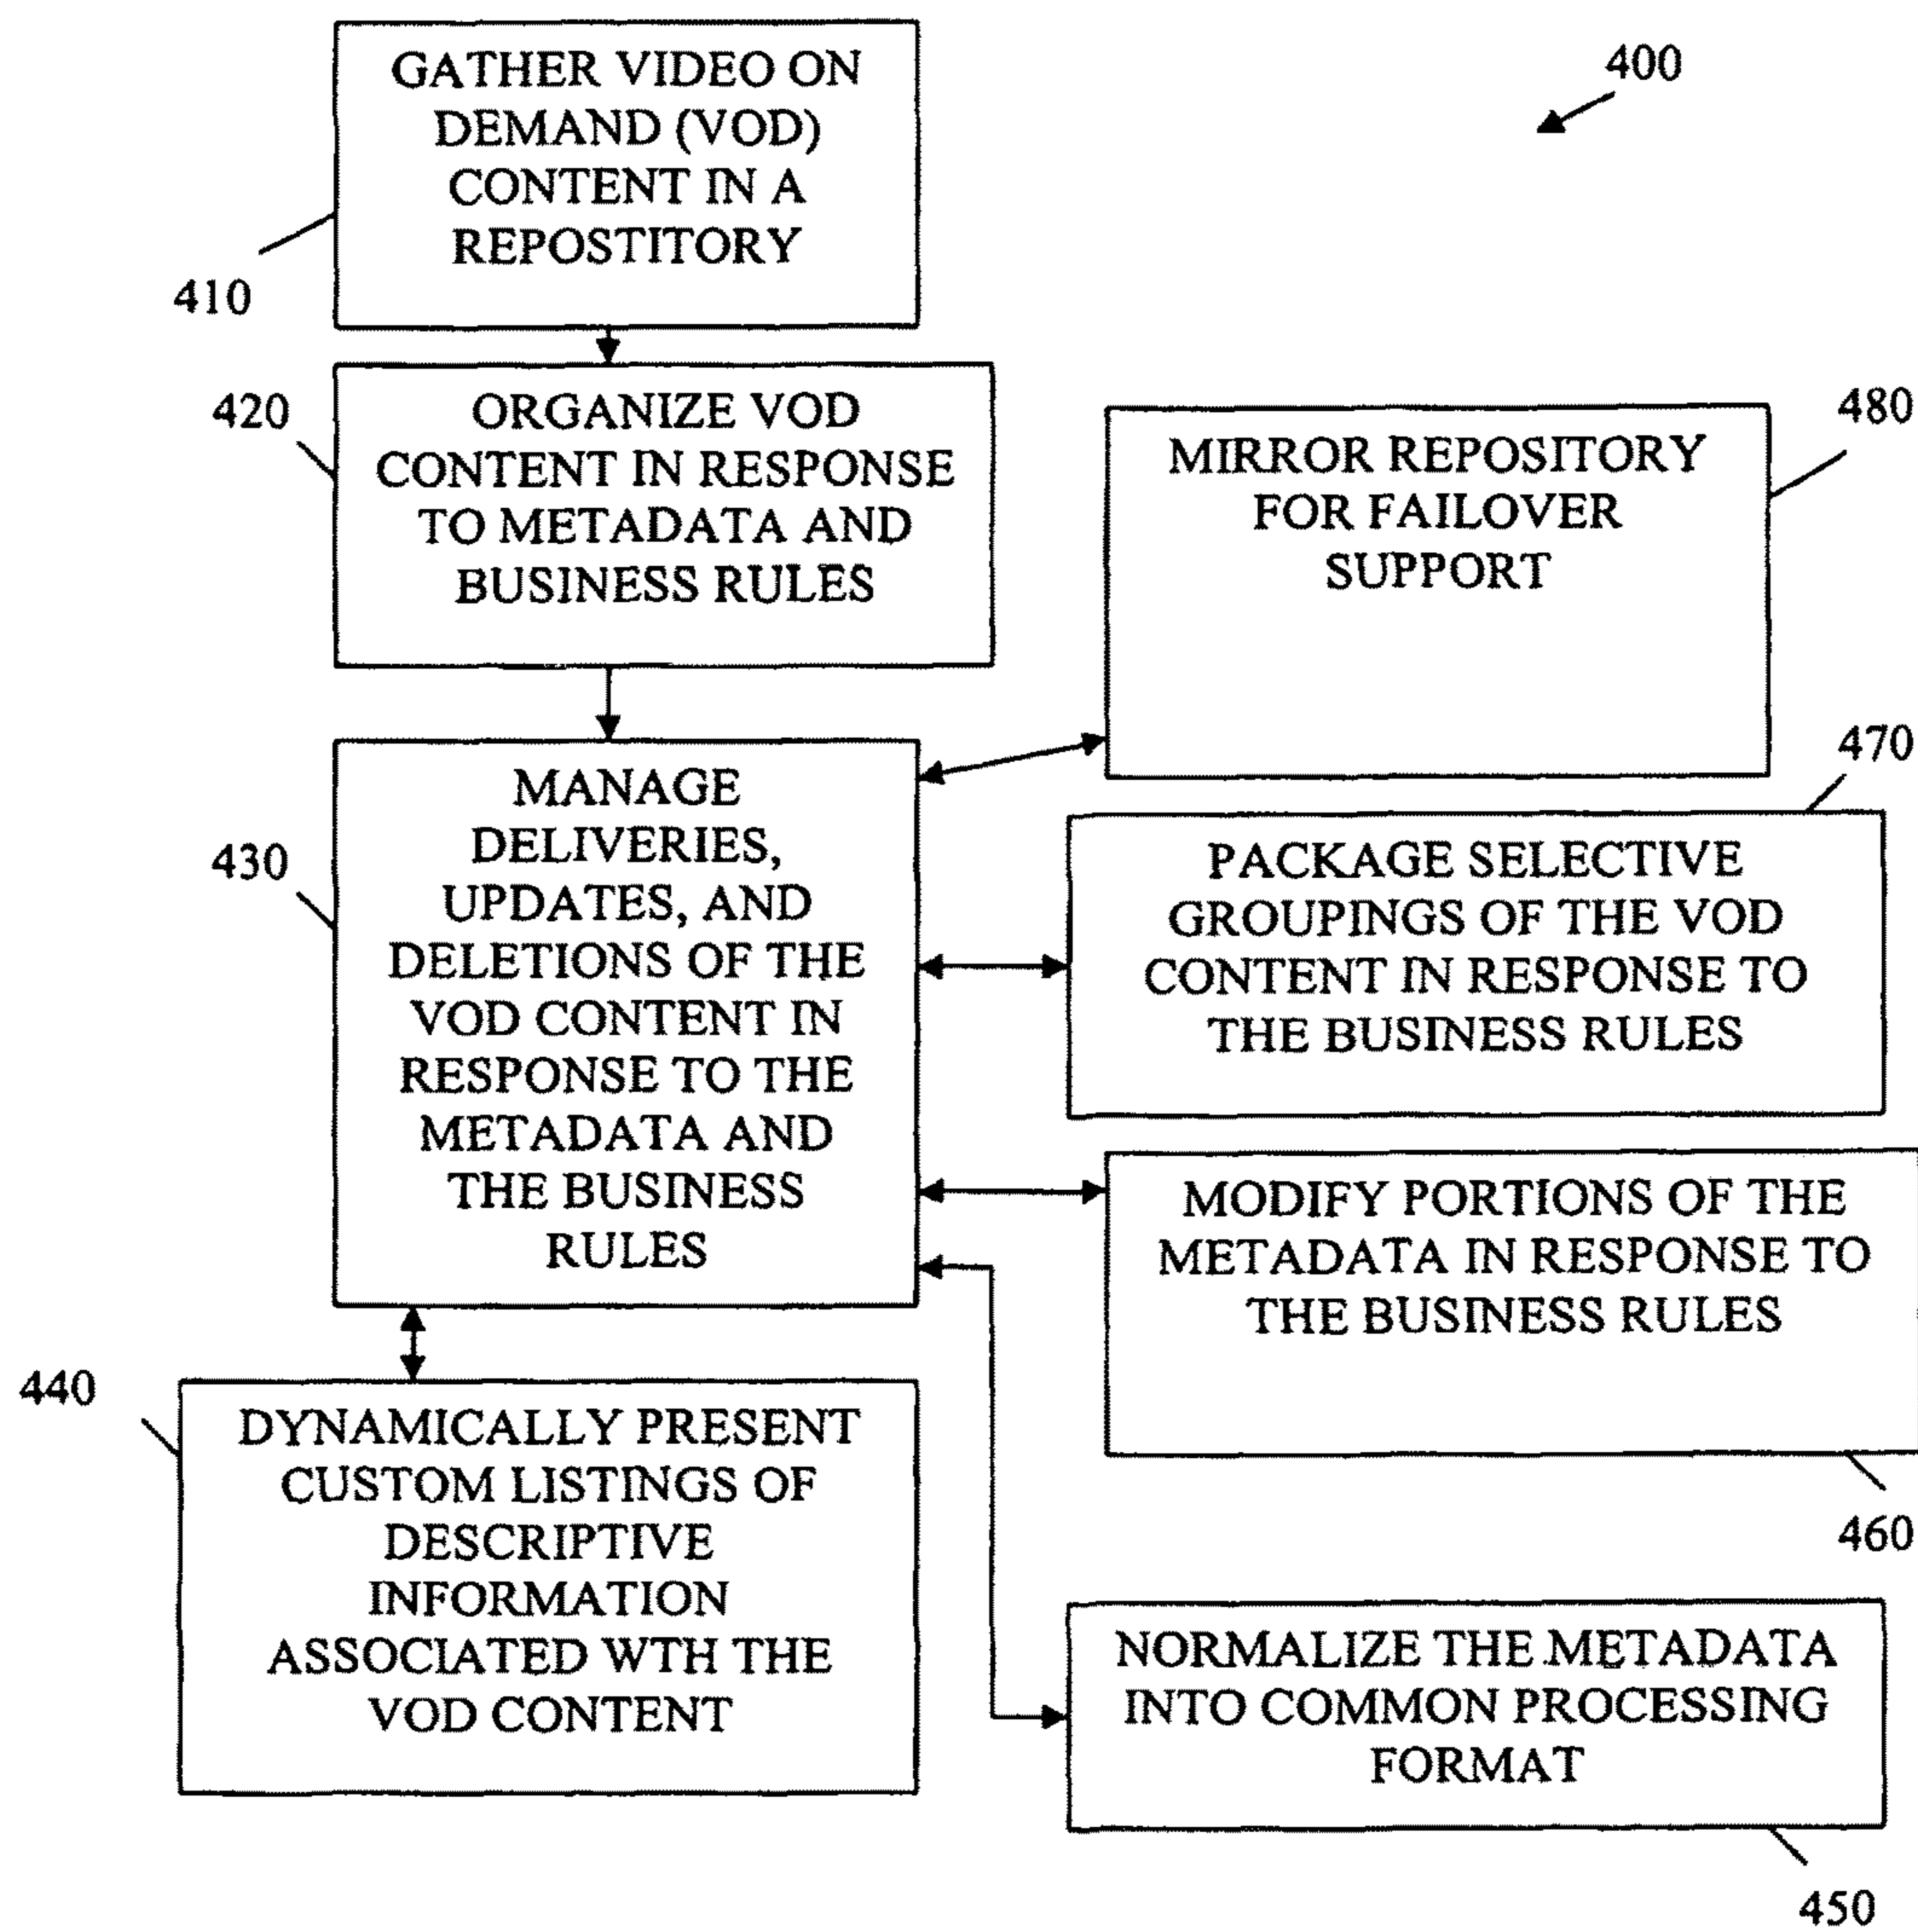 GATHER VIDEO ON
DEMAND (VOD)
CONTENT IN A
REPOSTITORY
410
400
420
ORGANIZE VOD
CONTENT IN RESPONSE
TO METADATA AND
BUSINESS RULES
480
MIRROR REPOSITORY
FOR FAILOVER
SUPPORT
430
MANAGE
DELIVERIES,
UPDATES, AND
DELETIONS OF THE
VOD CONTENT IN
RESPONSE TO THE
METADATA AND
THE BUSINESS
RULES
470
PACKAGE SELECTIVE
GROUPINGS OF THE VOD
CONTENT IN RESPONSE TO
THE BUSINESS RULES
MODIFY PORTIONS OF THE
METADATA IN RESPONSE TO
THE BUSINESS RULES
460
440
DYNAMICALLY PRESENT
CUSTOM LISTINGS OF
DESCRIPTIVE
INFORMATION
ASSOCIATED WTH THE
VOD CONTENT
NORMALIZE THE METADATA
INTO COMMON PROCESSING
FORMAT
450